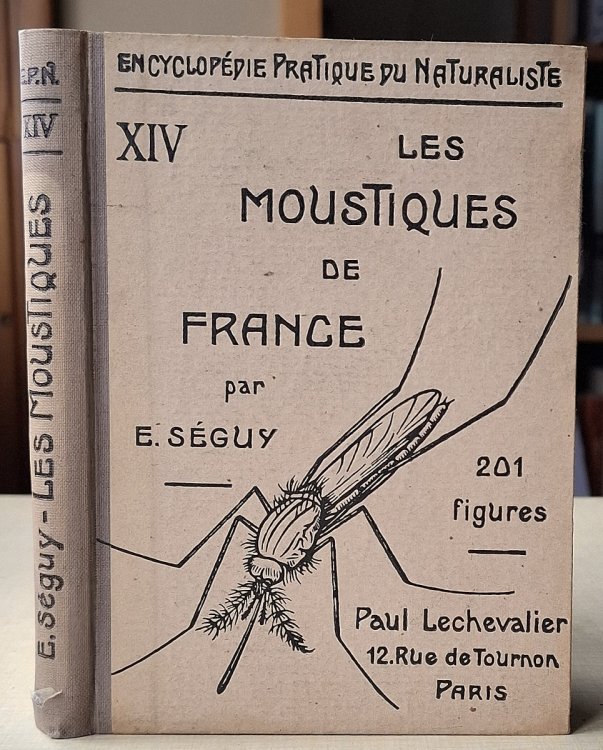 E.P.N.
XIV
E. Séguy - LES MOUSTIQUES
ENCYCLOPÉDIE PRATIQUE DU NATURALISTE
XIV
LES
MOUSTIQUES
DE
FRANCE
par
E. SÉGUY
201
figures
Paul Lechevalier
12.Rue de Tournon
PARIS